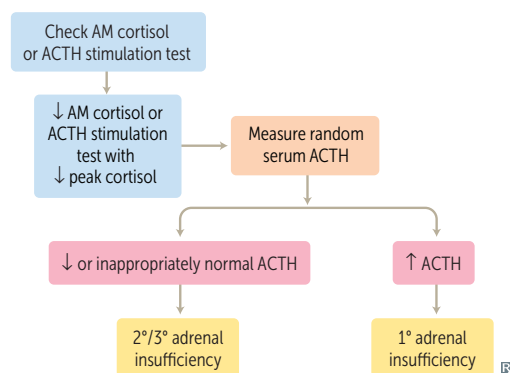 Check AM cortisol
or ACTH stimulation test
↓ AM cortisol or
ACTH stimulation
test with
↓ peak cortisol
Measure random
serum ACTH
↓ or inappropriately normal ACTH
↑ ACTH
2°/3° adrenal
insufficiency
1° adrenal
insufficiency
R